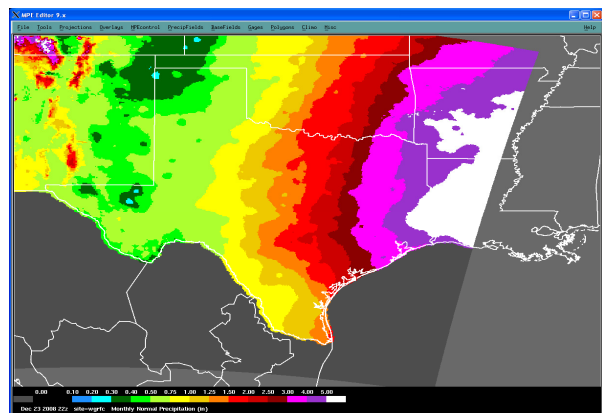 MPE Editor 9.x
File Tools Projections Overlays MPEcontrol PrecipFields BaseFields Gages Polygons Climo Misc Help
0.00 0.10 0.20 0.30 0.40 0.50 0.75 1.00 1.25 1.50 2.00 2.50 3.00 4.00 5.00
Dec 23 2008 22z site=wgrfc Monthly Normal Precipitation (in)